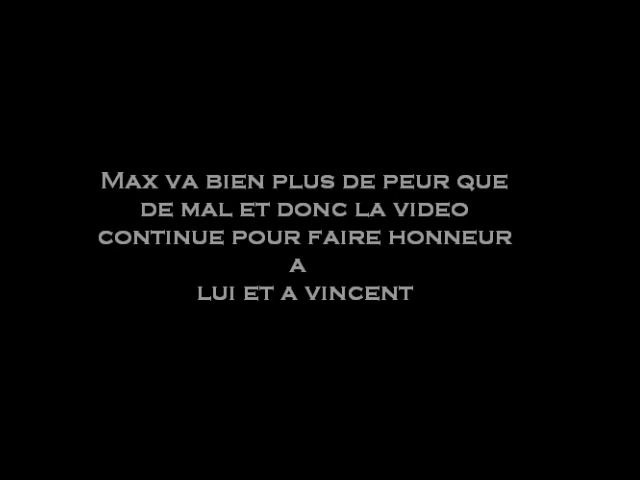 Max va bien plus de peur que
de mal et donc la video
continue pour faire honneur
a
lui et a vincent